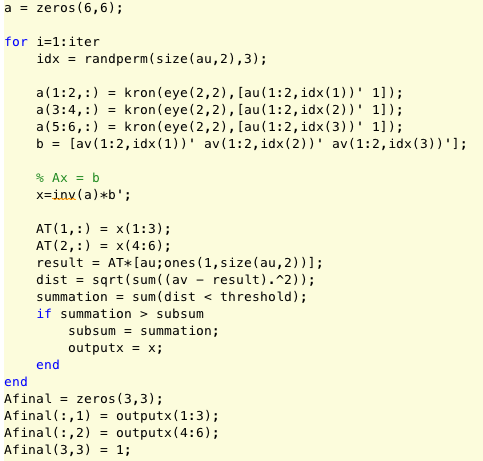 a = zeros(6,6);
for i=1:iter
    idx = randperm(size(au,2),3);
    a(1:2,:) = kron(eye(2,2),[au(1:2,idx(1))' 1]);
    a(3:4,:) = kron(eye(2,2),[au(1:2,idx(2))' 1]);
    a(5:6,:) = kron(eye(2,2),[au(1:2,idx(3))' 1]);
    b = [av(1:2,idx(1))' av(1:2,idx(2))' av(1:2,idx(3))'];
    % Ax = b
    x=inv(a)*b';
    AT(1,:) = x(1:3);
    AT(2,:) = x(4:6);
    result = AT*[au;ones(1,size(au,2))];
    dist = sqrt(sum((av - result).^2));
    summation = sum(dist < threshold);
    if summation > subsum
        subsum = summation;
        outputx = x;
    end
end
Afinal = zeros(3,3);
Afinal(:,1) = outputx(1:3);
Afinal(:,2) = outputx(4:6);
Afinal(3,3) = 1;